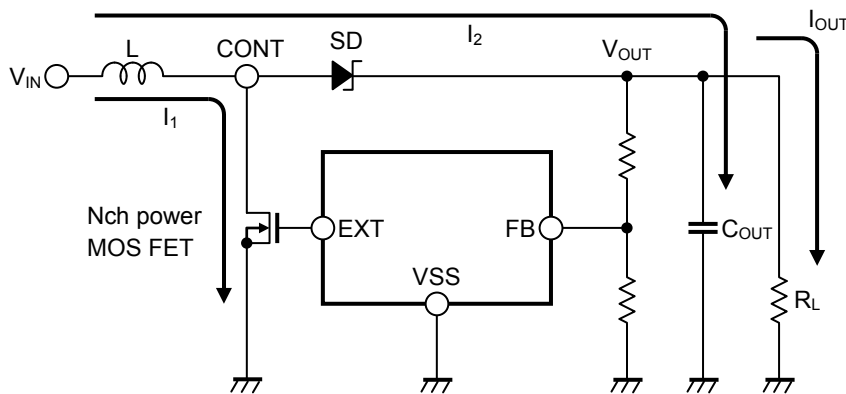 I2
IOUT
L
CONT
SD
VOUT
VIN
I1
Nch power
MOS FET
EXT
FB
VSS
COUT
RL